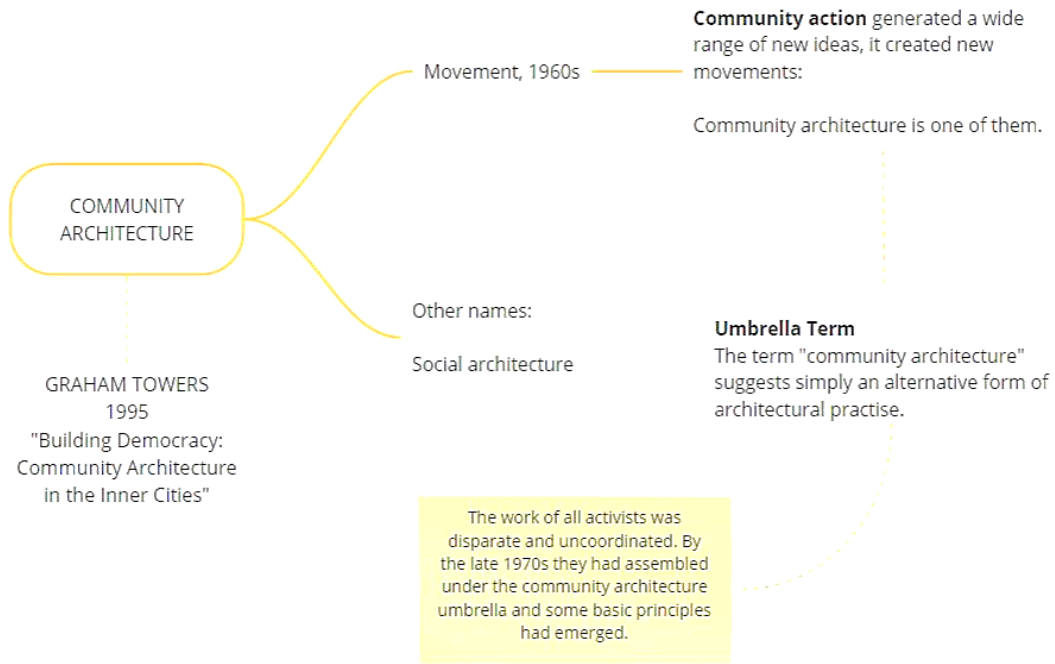 Community action generated a wide
range of new ideas, it created new
movements:
Community architecture is one of them.
Movement, 1960s
COMMUNITY
ARCHITECTURE
Other names:
Social architecture
Umbrella Term
The term "community architecture"
suggests simply an alternative form of
architectural practise.
GRAHAM TOWERS
1995
"Building Democracy:
Community Architecture
in the Inner Cities"
The work of all activists was
disparate and uncoordinated. By
the late 1970s they had assembled
under the community architecture
umbrella and some basic principles
had emerged.